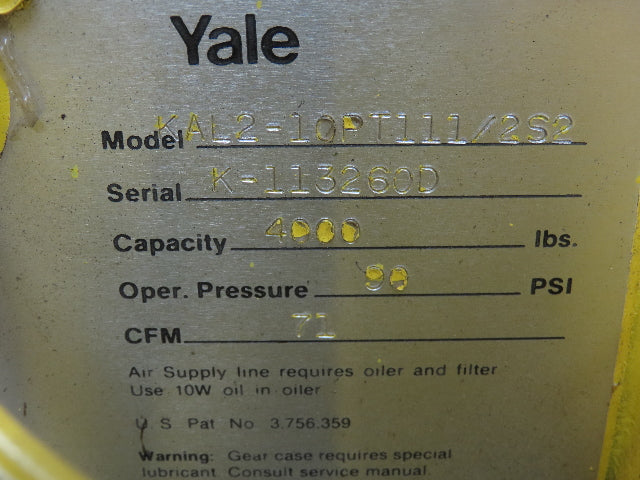 Yale
Model KAL2-10PT111/2S2
Serial K-113260D
Capacity 4000 lbs.
Oper. Pressure 90 PSI
CFM 71
Air Supply line requires oiler and filter
Use 10W oil in oiler
U.S Pat No 3.756.359
Warning: Gear case requires special
lubricant. Consult service manual.